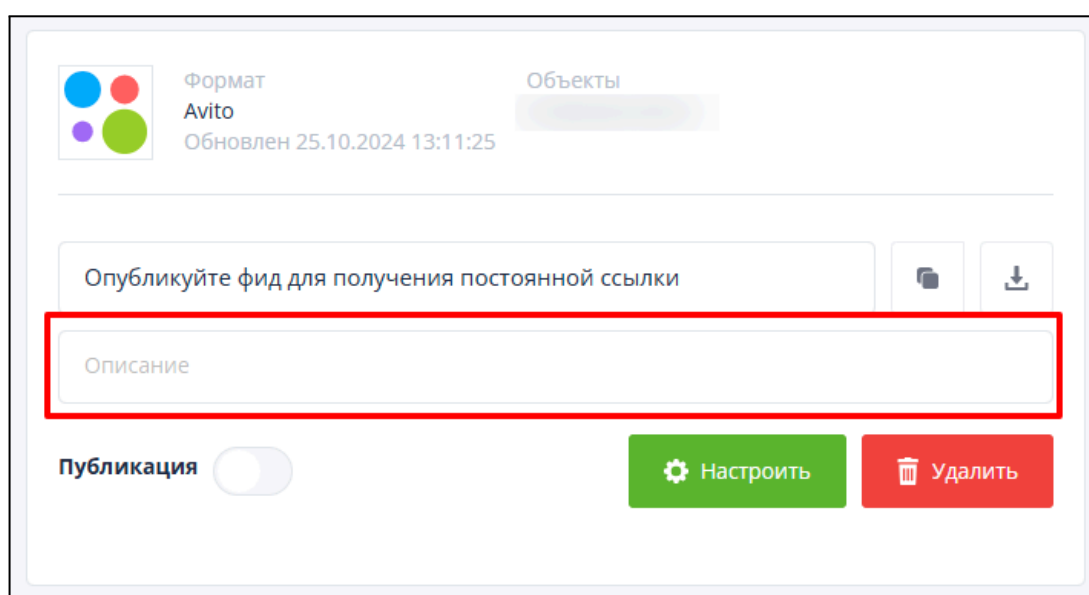 Формат
Объекты
Avito
Обновлен 25.10.2024 13:11:25
Опубликуйте фид для получения постоянной ссылки
Описание
Публикация
Настроить
Удалить